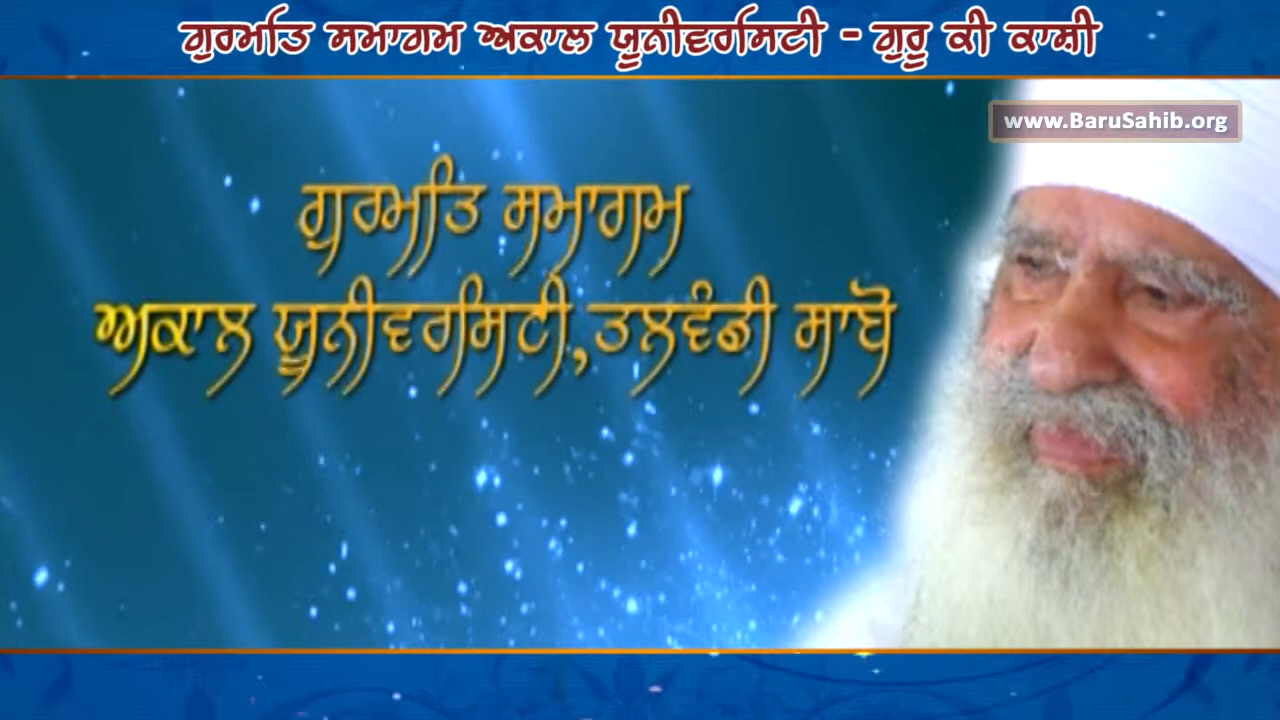 ਗੁਰਮਤਿ ਸਮਾਗਮ ਅਕਾਲ ਯੂਨੀਵਰਸਿਟੀ - ਗੁਰੂ ਕੀ ਕਾਸ਼ੀ
www.BaruSahib.org
ਗੁਰਮਤਿ ਸਮਾਗਮ
ਅਕਾਲ ਯੂਨੀਵਰਸਿਟੀ,ਤਲਵੰਡੀ ਸਾਬੋ